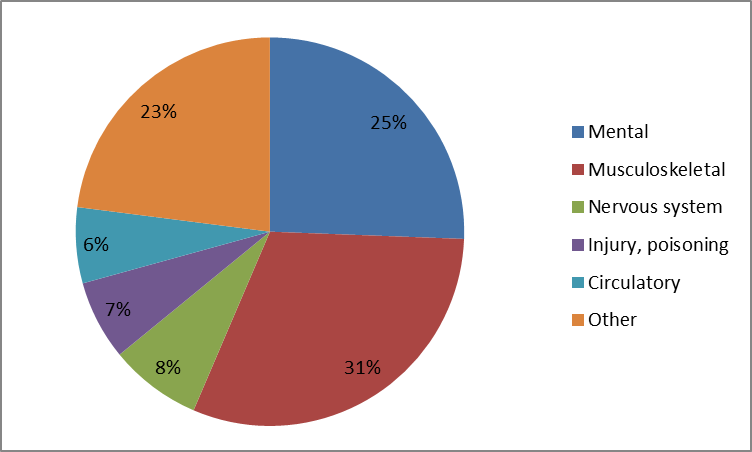 25%
31%
8%
7%
6%
23%
Mental
Musculoskeletal
Nervous system
Injury, poisoning
Circulatory
Other